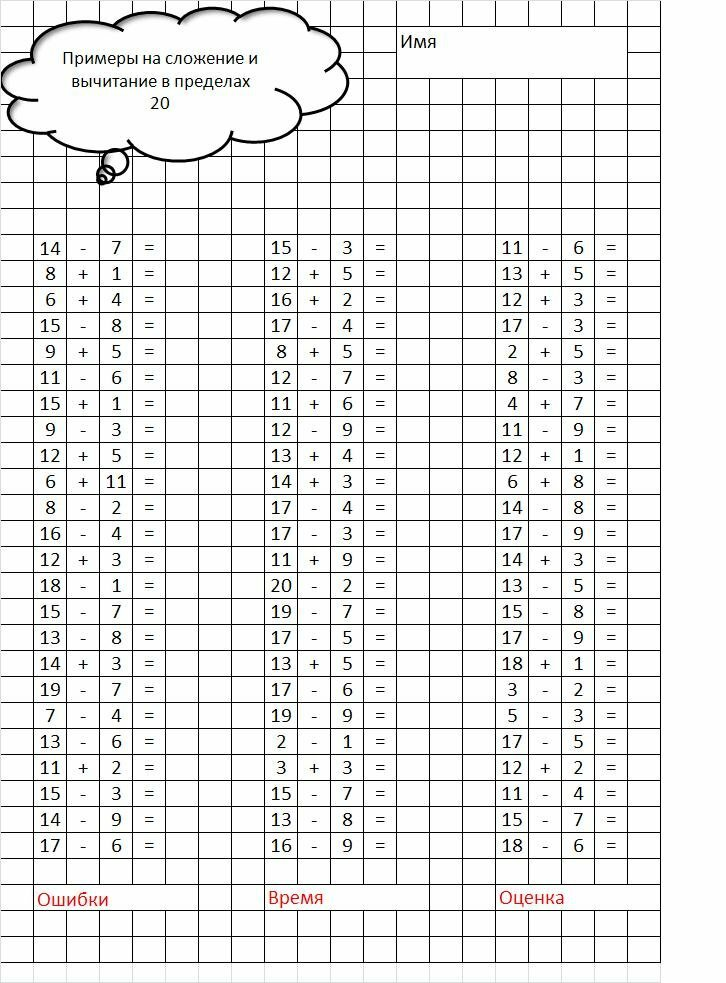 Примеры на сложение и
вычитание в пределах
20
Имя
14 - 7 = 15 - 3 = 11 - 6 =
8 + 1 = 12 + 5 = 13 + 5 =
6 + 4 = 16 + 2 = 12 + 3 =
15 - 8 = 17 - 4 = 17 - 3 =
9 + 5 = 8 + 5 = 2 + 5 =
11 - 6 = 12 - 7 = 8 - 3 =
15 + 1 = 11 + 6 = 4 + 7 =
9 - 3 = 12 - 9 = 11 - 9 =
12 + 5 = 13 + 4 = 12 + 1 =
6 + 11 = 14 + 3 = 6 + 8 =
8 - 2 = 17 - 4 = 14 - 8 =
16 - 4 = 17 - 3 = 17 - 9 =
12 + 3 = 11 + 9 = 14 + 3 =
18 - 1 = 20 - 2 = 13 - 5 =
15 - 7 = 19 - 7 = 15 - 8 =
13 - 8 = 17 - 5 = 17 - 9 =
14 + 3 = 13 + 5 = 18 + 1 =
19 - 7 = 17 - 6 = 3 - 2 =
7 - 4 = 19 - 9 = 5 - 3 =
13 - 6 = 2 - 1 = 17 - 5 =
11 + 2 = 3 + 3 = 12 + 2 =
15 - 3 = 15 - 7 = 11 - 4 =
14 - 9 = 13 - 8 = 15 - 7 =
17 - 6 = 16 - 9 = 18 - 6 =
Ошибки Время Оценка